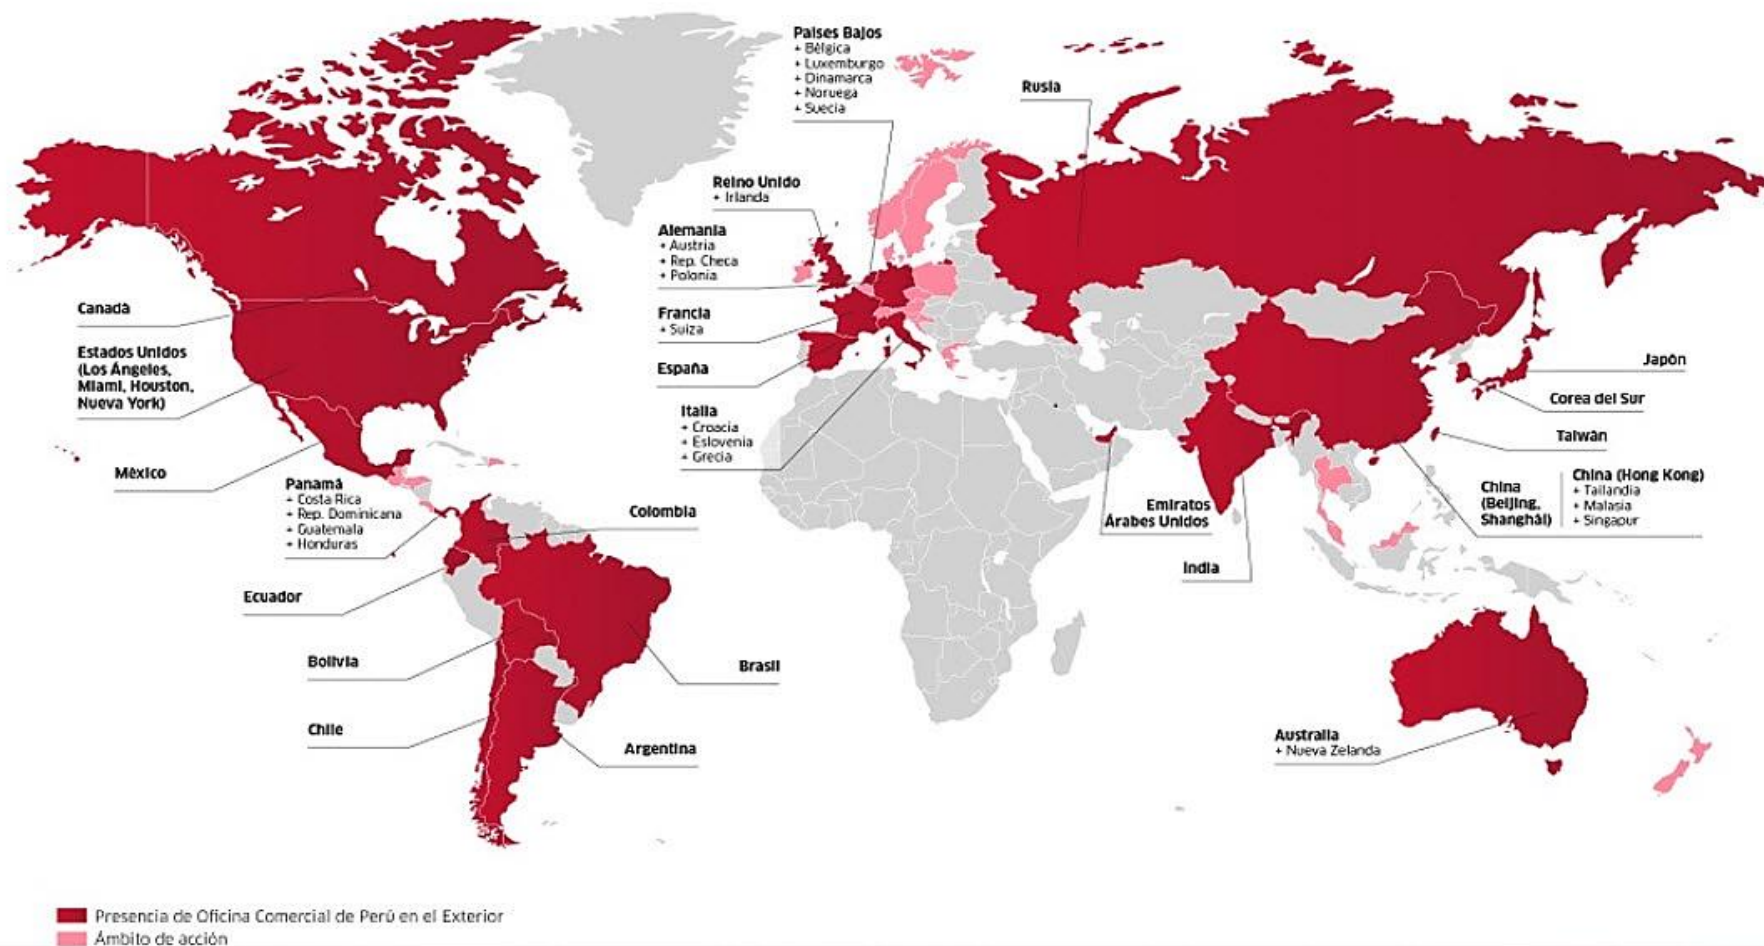 Países Bajos
+ Bélgica
+ Luxemburgo
+ Dinamarca
+ Noruega
+ Suecia
Rusia
Reino Unido
+ Irlanda
Alemania
+ Austria
+ Rep. Checa
+ Polonia
Francia
+ Suiza
España
Italia
+ Croacia
+ Eslovenia
+ Grecia
Canadá
Estados Unidos
(Los Ángeles,
Miami, Houston,
Nueva York)
México
Panamá
+ Costa Rica
+ Rep. Dominicana
+ Guatemala
+ Honduras
Colombia
Ecuador
Bolivia
Brasil
Chile
Argentina
Emiratos
Árabes Unidos
India
Japón
Corea del Sur
Taiwán
China
(Beijing,
Shanghái)
China (Hong Kong)
+ Tailandia
+ Malasia
+ Singapur
Australia
+ Nueva Zelanda
Presencia de Oficina Comercial de Perú en el Exterior
Ámbito de acción